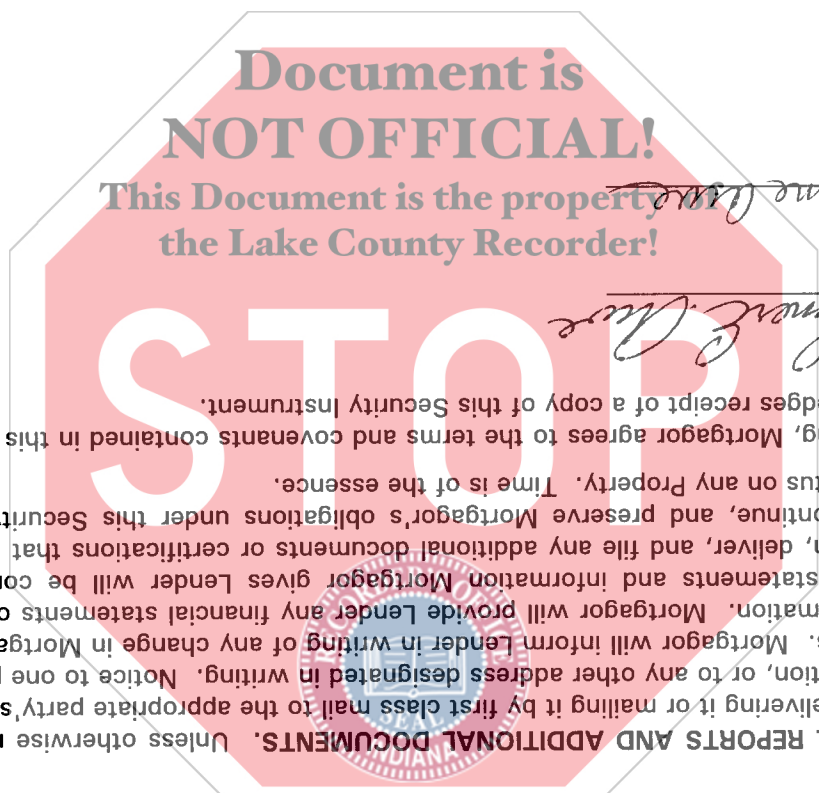 Document is
NOT OFFICIAL!
This Document is the property of
the Lake County Recorder!
STOP
RECORDER'S OFFICE
SEAL
INDIANA
REPORTS AND ADDITIONAL DOCUMENTS. Unless otherwise
elivering it or mailing it by first class mail to the appropriate party's
tion, or to any other address designated in writing. Notice to one
s. Mortgagor will inform Lender in writing of any change in Mortga
mation. Mortgagor will provide Lender any financial statements o
statements and information Mortgagor gives Lender will be co
n, deliver, and file any additional documents or certifications that
ntinue, and preserve Mortgagor's obligations under this Securit
tus on any Property. Time is of the essence.
g, Mortgagor agrees to the terms and covenants contained in this
dges receipt of a copy of this Security Instrument.